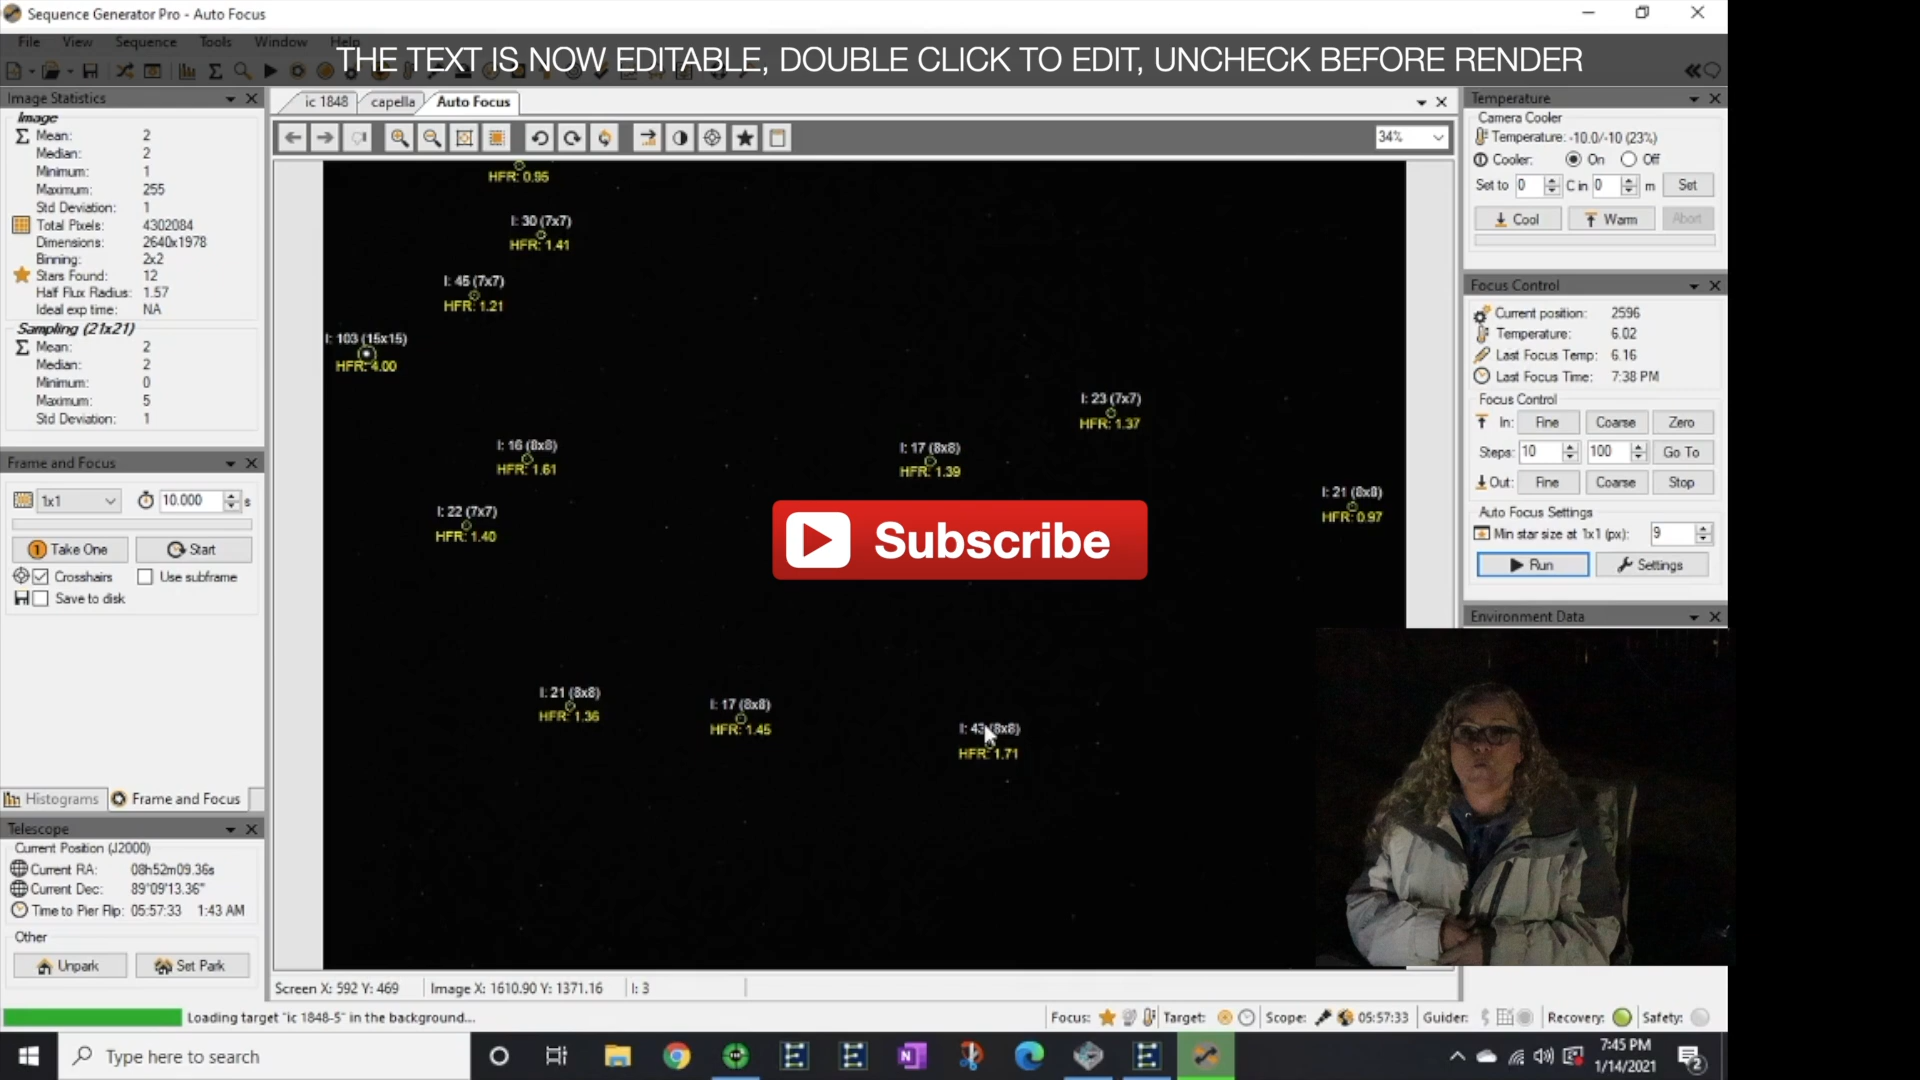 Sequence Generator Pro - Auto Focus
File View Sequence Tools Window Help
THE TEXT IS NOW EDITABLE, DOUBLE CLICK TO EDIT, UNCHECK BEFORE RENDER
Image Statistics
Image
Mean: 2
Median: 2
Minimum: 1
Maximum: 255
Std Deviation: 1
Total Pixels: 4302084
Dimensions: 2640x1978
Binning: 2x2
Stars Found: 12
Half Flux Radius: 1.57
Ideal exp time: NA
Sampling (21x21)
Mean: 2
Median: 2
Minimum: 0
Maximum: 5
Std Deviation: 1
Frame and Focus
1x1 10.000 s
Take One Start
Crosshairs Use subframe
Save to disk
Histograms Frame and Focus
Telescope
Current Position (J2000)
Current RA: 08h52m09.36s
Current Dec: 89°09'13.36"
Time to Pier Flip: 05:57:33 1:43 AM
Other
Unpark Set Park
ic 1848 capella Auto Focus
34%
HFR: 0.95
I: 30 (7x7)
HFR: 1.41
I: 45 (7x7)
HFR: 1.21
I: 103 (15x15)
HFR: 4.00
I: 23 (7x7)
HFR: 1.37
I: 16 (8x8)
HFR: 1.61
I: 17 (8x8)
HFR: 1.39
I: 21 (8x8)
HFR: 0.97
I: 22 (7x7)
HFR: 1.40
Subscribe
I: 21 (8x8)
HFR: 1.36
I: 17 (8x8)
HFR: 1.45
I: 43 (8x8)
HFR: 1.71
Screen X: 592 Y: 469 Image X: 1610.90 Y: 1371.16 I: 3
Temperature
Camera Cooler
Temperature: -10.0/-10 (23%)
Cooler: On Off
Set to 0 C in 0 m Set
Cool Warm Abort
Focus Control
Current position: 2596
Temperature: 6.02
Last Focus Temp: 6.16
Last Focus Time: 7:38 PM
Focus Control
In: Fine Coarse Zero
Steps: 10 100 Go To
Out: Fine Coarse Stop
Auto Focus Settings
Min star size at 1x1 (px): 9
Run Settings
Environment Data
Loading target "ic 1848-5" in the background...
Focus: Target: Scope: 05:57:33 Guider: Recovery: Safety:
Type here to search
7:45 PM
1/14/2021
2